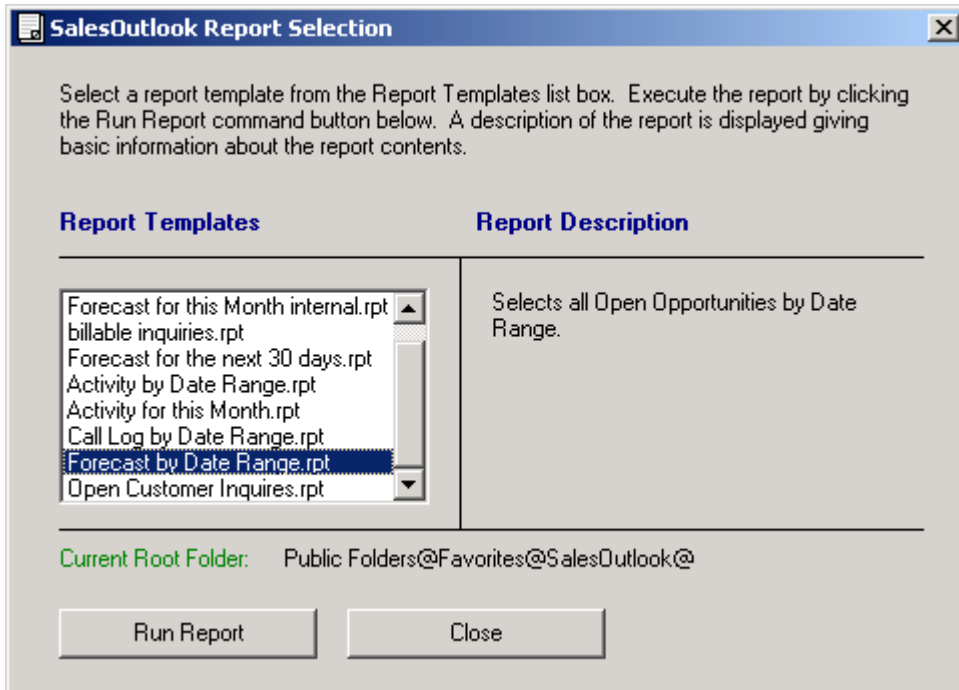 SalesOutlook Report Selection
Select a report template from the Report Templates list box.  Execute the report by clicking
the Run Report command button below.  A description of the report is displayed giving
basic information about the report contents.
Report Templates
Report Description
Forecast for this Month internal.rpt
billable inquiries.rpt
Forecast for the next 30 days.rpt
Activity by Date Range.rpt
Activity for this Month.rpt
Call Log by Date Range.rpt
Forecast by Date Range.rpt
Open Customer Inquires.rpt
Selects all Open Opportunities by Date
Range.
Current Root Folder: Public Folders@Favorites@SalesOutlook@
Run Report
Close